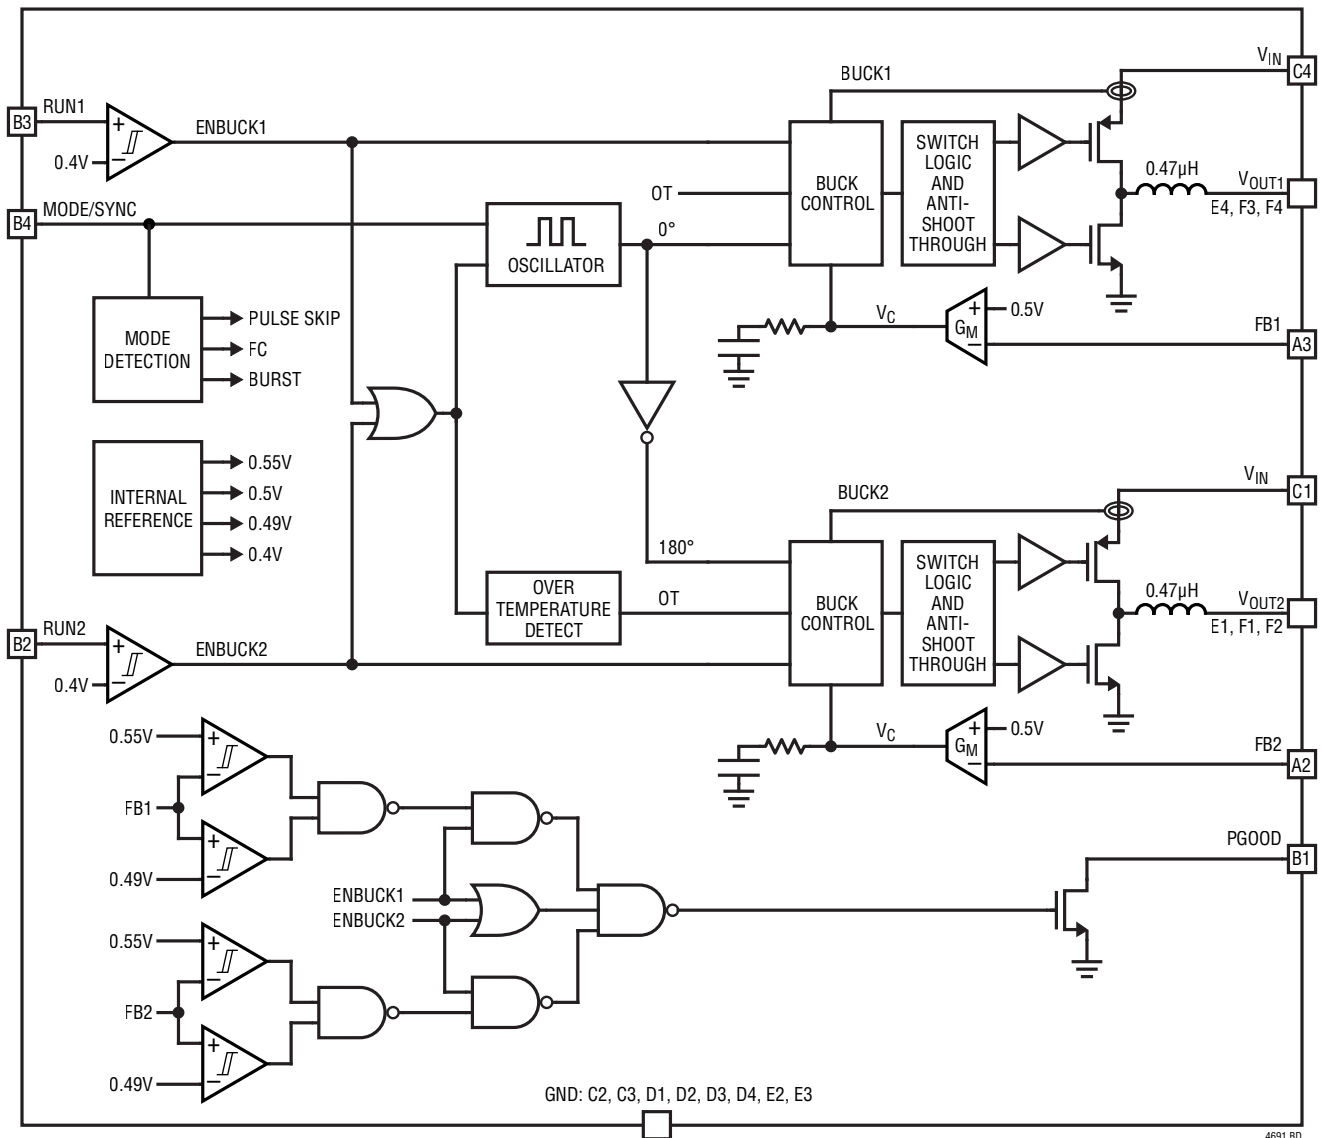 BUCK1
VIN
C4
B3
RUN1
ENBUCK1
0.4V
+
−
SWITCH
LOGIC
AND
ANTI-
SHOOT
THROUGH
BUCK
CONTROL
OT
0.47µH
VOUT1
E4, F3, F4
B4
MODE/SYNC
0°
OSCILLATOR
MODE
DETECTION
PULSE SKIP
FC
BURST
VC
GM
+
−
0.5V
FB1
A3
INTERNAL
REFERENCE
0.55V
0.5V
0.49V
0.4V
BUCK2
VIN
C1
180°
OVER
TEMPERATURE
DETECT
OT
BUCK
CONTROL
SWITCH
LOGIC
AND
ANTI-
SHOOT
THROUGH
0.47µH
VOUT2
E1, F1, F2
B2
RUN2
ENBUCK2
0.4V
+
−
VC
GM
+
−
0.5V
FB2
A2
0.55V
+
−
FB1
+
−
0.49V
ENBUCK1
ENBUCK2
0.55V
+
−
FB2
+
−
0.49V
PGOOD
B1
GND: C2, C3, D1, D2, D3, D4, E2, E3
4691 BD